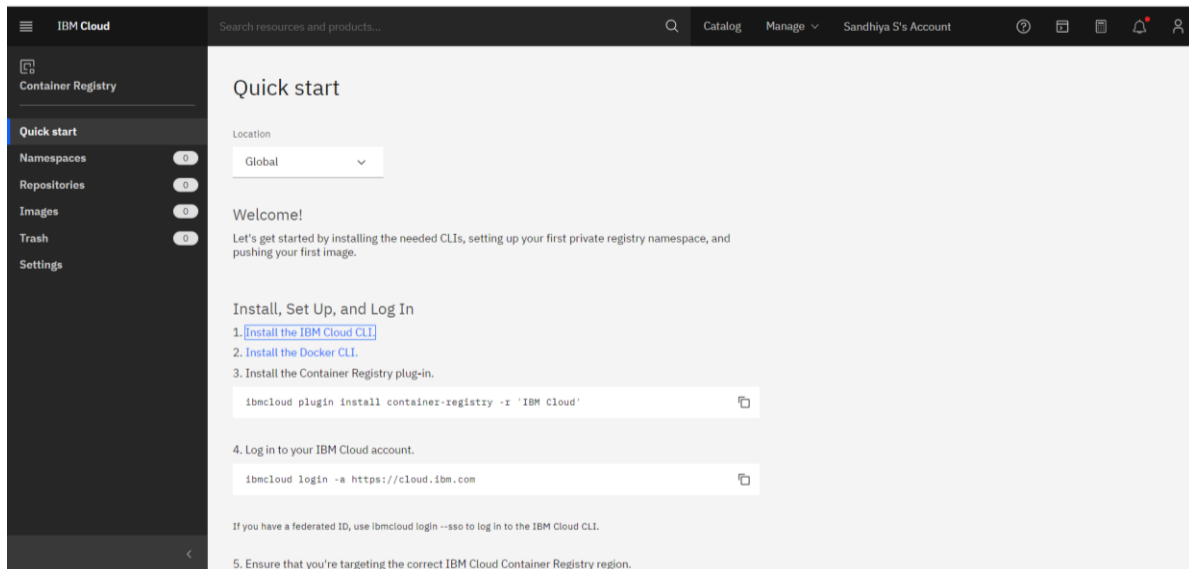 IBM Cloud
Search resources and products...
Catalog
Manage
Sandhiya S's Account
Container Registry
Quick start
Namespaces 0
Repositories 0
Images 0
Trash 0
Settings
Quick start
Location
Global
Welcome!
Let's get started by installing the needed CLIs, setting up your first private registry namespace, and
pushing your first image.
Install, Set Up, and Log In
1. Install the IBM Cloud CLI.
2. Install the Docker CLI.
3. Install the Container Registry plug-in.
ibmcloud plugin install container-registry -r 'IBM Cloud'
4. Log in to your IBM Cloud account.
ibmcloud login -a https://cloud.ibm.com
If you have a federated ID, use ibmcloud login --sso to log in to the IBM Cloud CLI.
5. Ensure that you're targeting the correct IBM Cloud Container Registry region.